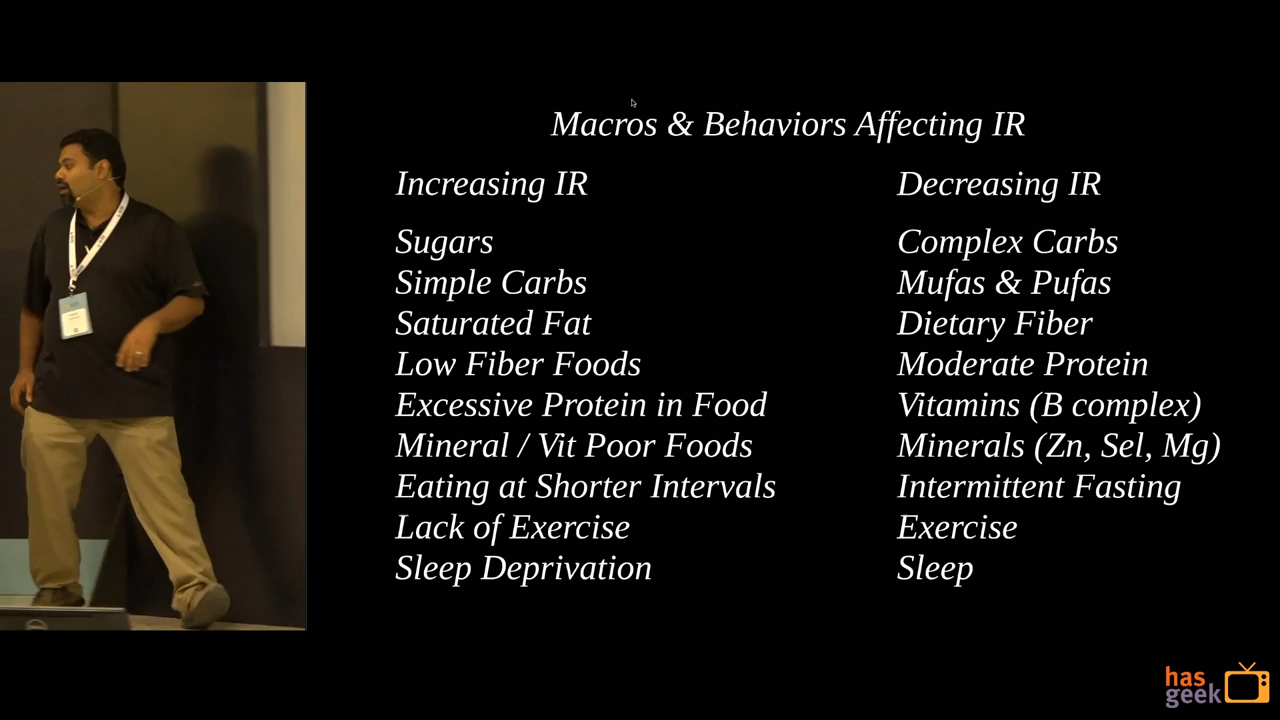 Macros & Behaviors Affecting IR
Increasing IR
Decreasing IR
Sugars
Complex Carbs
Simple Carbs
Mufas & Pufas
Saturated Fat
Dietary Fiber
Low Fiber Foods
Moderate Protein
Excessive Protein in Food
Vitamins (B complex)
Mineral / Vit Poor Foods
Minerals (Zn, Sel, Mg)
Eating at Shorter Intervals
Intermittent Fasting
Lack of Exercise
Exercise
Sleep Deprivation
Sleep
has
geek